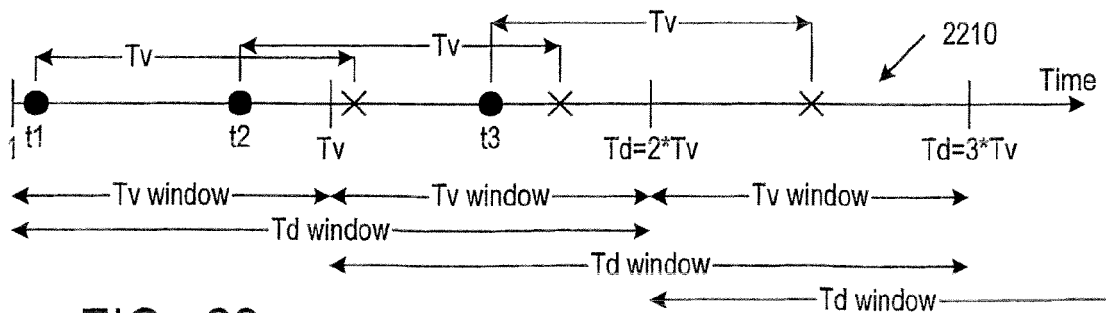 Tv
Tv
Tv
2210
Time
1 t1 t2 Tv t3 Td=2*Tv Td=3*Tv
Tv window Tv window Tv window
Td window
Td window
Td window